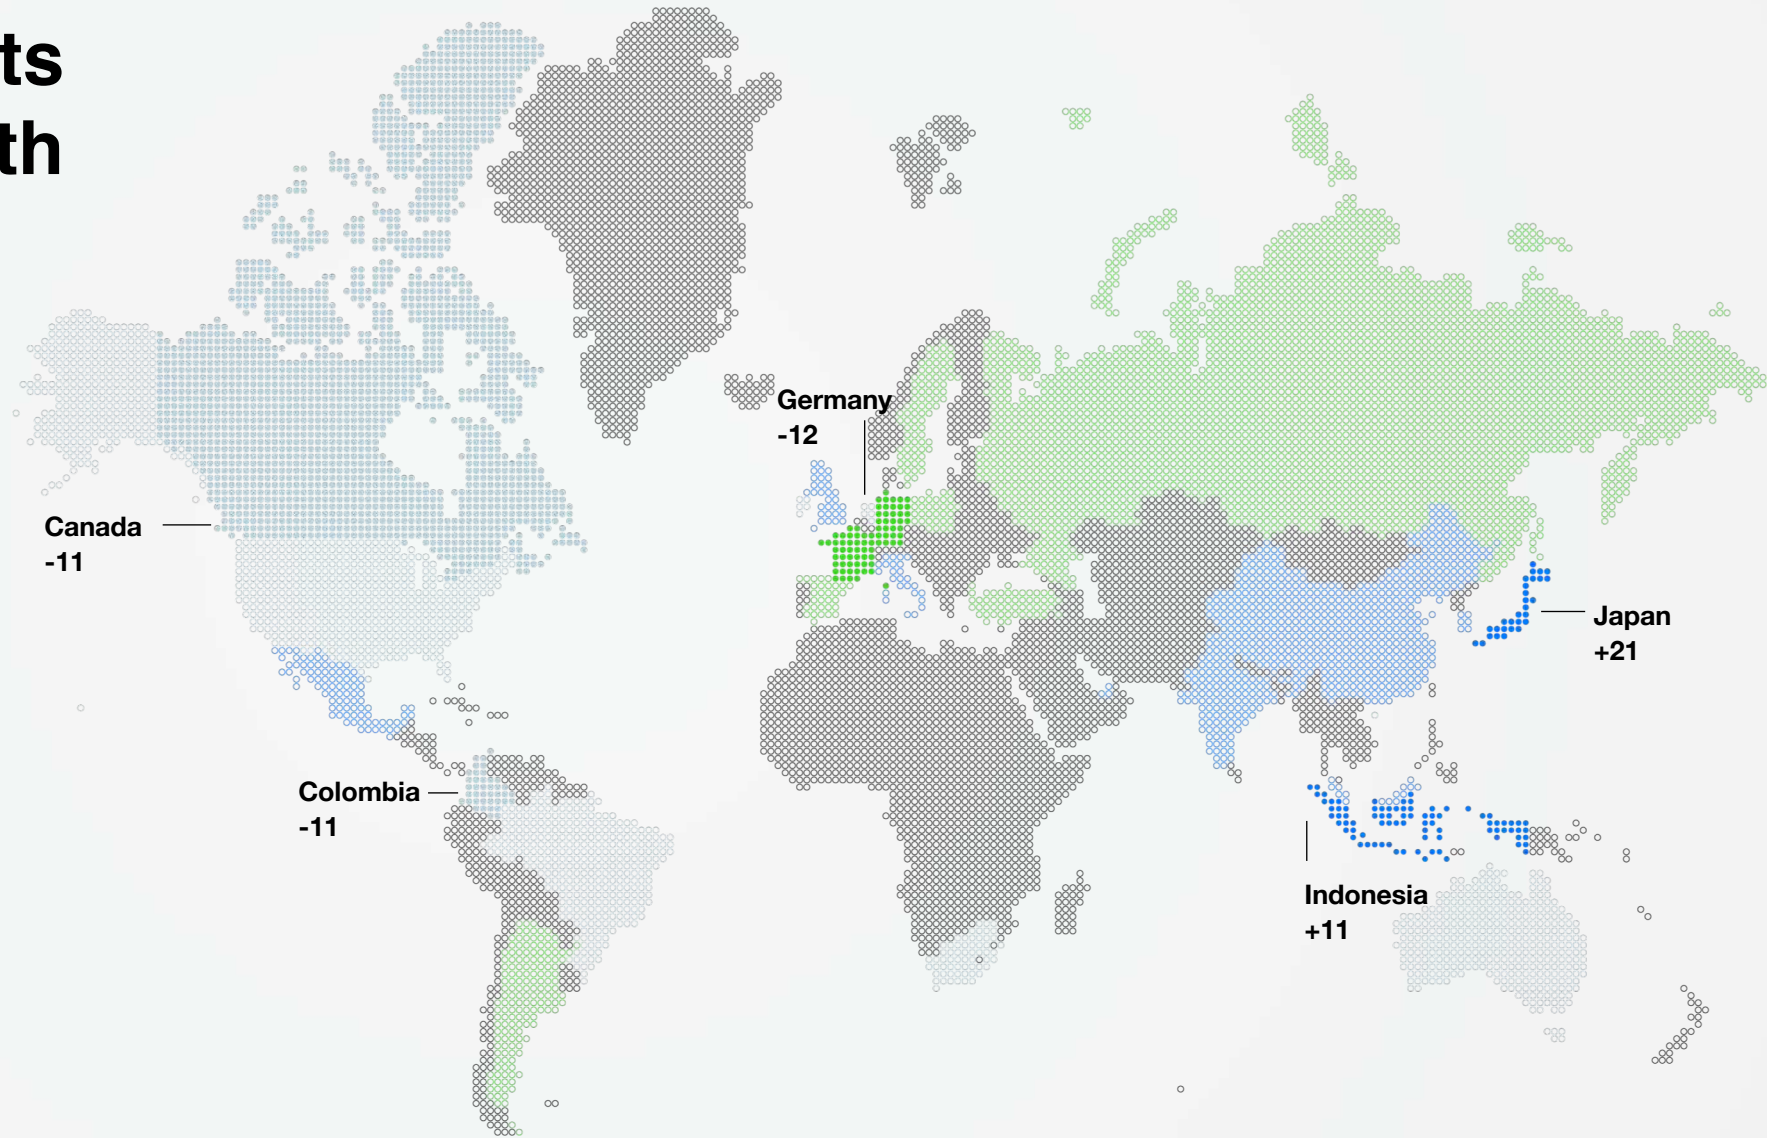 ts
th
Germany
-12
Canada
-11
Japan
+21
Colombia
-11
Indonesia
+11